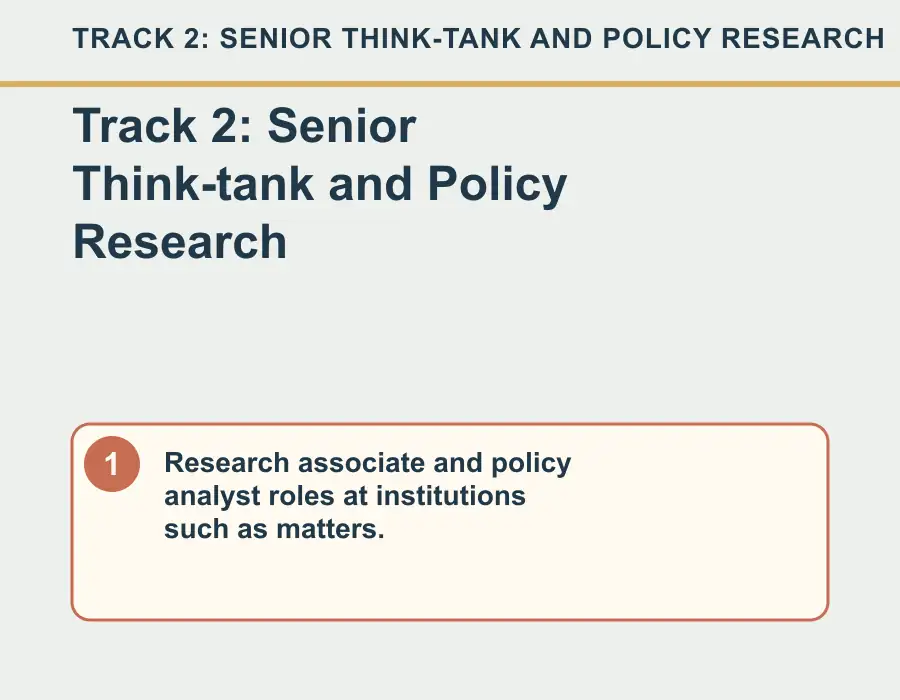 TRACK 2: SENIOR THINK-TANK AND POLICY RESEARCH
Track 2: Senior
Think-tank and Policy
Research
1
Research associate and policy
analyst roles at institutions
such as matters.